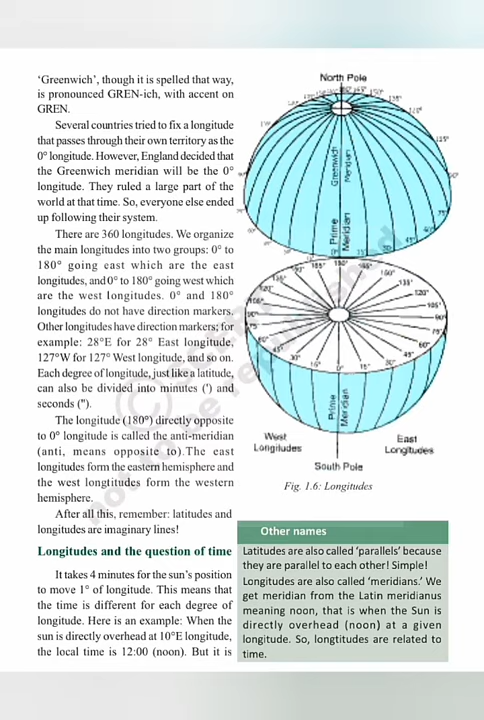 'Greenwich', though it is spelled that way,
is pronounced GREN-ich, with accent on
GREN.
Several countries tried to fix a longitude
that passes through their own territory as the
0° longitude. However, England decided that
the Greenwich meridian will be the 0°
longitude. They ruled a large part of the
world at that time. So, everyone else ended
up following their system.
There are 360 longitudes. We organize
the main longitudes into two groups: 0° to
180° going east which are the east
longitudes, and 0° to 180° going west which
are the west longitudes. 0° and 180°
longitudes do not have direction markers.
Other longitudes have direction markers; for
example: 28°E for 28° East longitude,
127°W for 127° West longitude, and so on.
Each degree of longitude, just like a latitude,
can also be divided into minutes (') and
seconds (").
The longitude (180°) directly opposite
to 0° longitude is called the anti-meridian
(anti, means opposite to).The east
longitudes form the eastern hemisphere and
the west longtitudes form the western
hemisphere.
After all this, remember: latitudes and
longitudes are imaginary lines!
Longitudes and the question of time
It takes 4 minutes for the sun's position
to move 1° of longitude. This means that
the time is different for each degree of
longitude. Here is an example: When the
sun is directly overhead at 10°E longitude,
the local time is 12:00 (noon). But it is
North Pole
Greenwich Meridian
Prime Meridian
Prime Meridian
West
Longitudes
East
Longitudes
South Pole
Fig. 1.6: Longitudes
Other names
Latitudes are also called 'parallels' because
they are parallel to each other! Simple!
Longitudes are also called 'meridians.' We
get meridian from the Latin meridianus
meaning noon, that is when the Sun is
directly overhead (noon) at a given
longitude. So, longtitudes are related to
time.